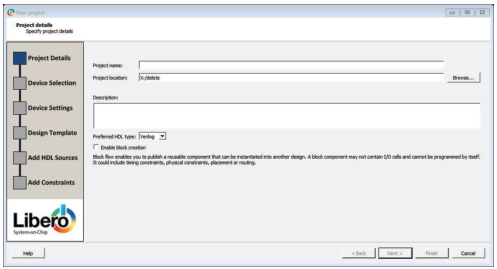 New project
Project details
Specify project details
Project Details
Device Selection
Device Settings
Design Template
Add HDL Sources
Add Constraints
Libero
System-on-Chip
Project name:
Project location: X:/delete Browse...
Description:
Preferred HDL type: Verilog
Enable block creation
Block flow enables you to publish a reusable component that can be instantiated into another design. A block component may not contain I/O cells and cannot be programmed by itself.
It could include timing constraints, physical constraints, placement or routing.
Help < Back Next > Finish Cancel